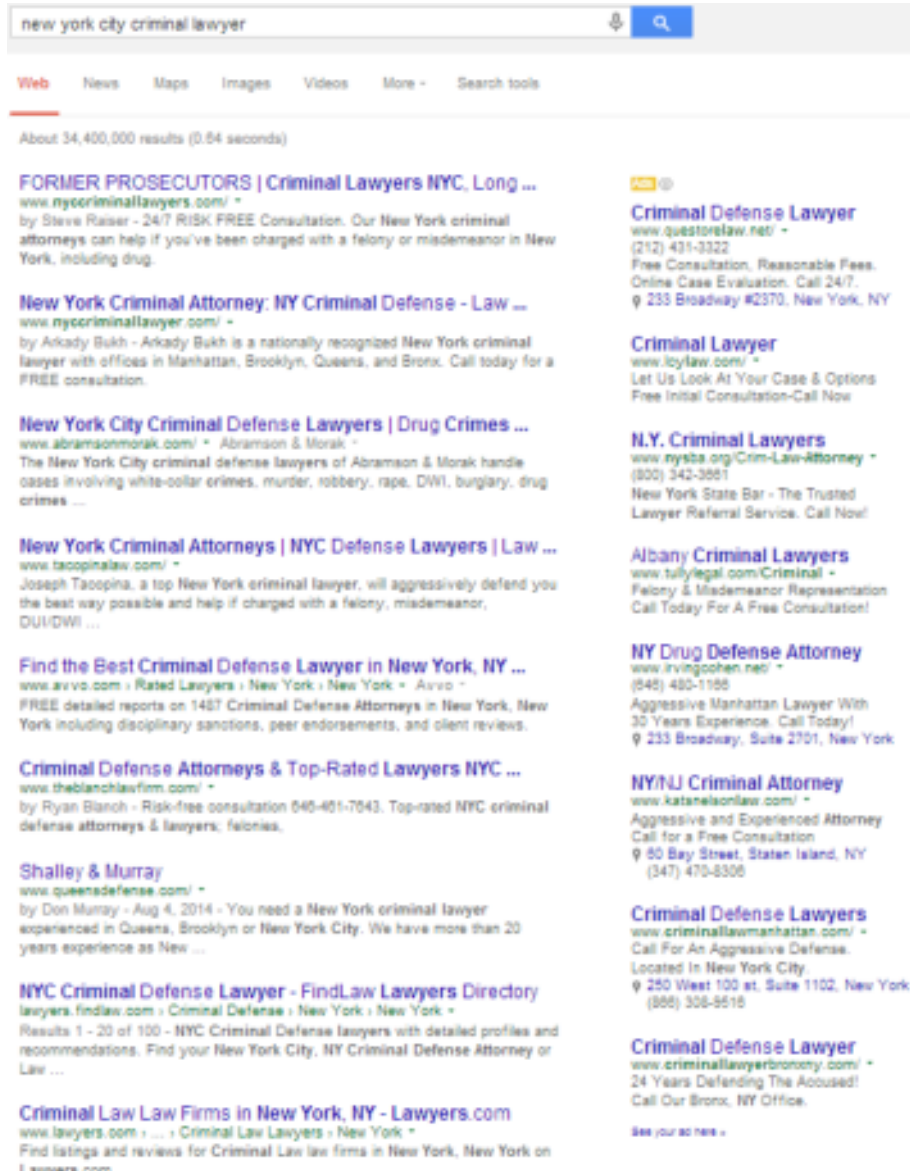 new york city criminal lawyer
Web News Maps Images Videos More Search tools
About 34,400,000 results (0.64 seconds)
FORMER PROSECUTORS | Criminal Lawyers NYC, Long ...
www.nyccriminallawyers.com/
by Steve Raiser - 24/7 RISK FREE Consultation. Our New York criminal
attorneys can help if you've been charged with a felony or misdemeanor in New
York, including drug.
New York Criminal Attorney: NY Criminal Defense - Law ...
www.nyccriminallawyer.com/
by Arkady Bukh - Arkady Bukh is a nationally recognized New York criminal
lawyer with offices in Manhattan, Brooklyn, Queens, and Bronx. Call today for a
FREE consultation.
New York City Criminal Defense Lawyers | Drug Crimes ...
www.abramsonmorak.com/ Abramson & Morak
The New York City criminal defense lawyers of Abramson & Morak handle
cases involving white-collar crimes, murder, robbery, rape, DWI, burglary, drug
crimes ...
New York Criminal Attorneys | NYC Defense Lawyers | Law ...
www.tacopinalaw.com/
Joseph Tacopina, a top New York criminal lawyer, will aggressively defend you
the best way possible and help if charged with a felony, misdemeanor,
DUI/DWI ...
Find the Best Criminal Defense Lawyer in New York, NY ...
www.avvo.com › Rated Lawyers › New York › New York Avvo
FREE detailed reports on 1487 Criminal Defense Attorneys in New York, New
York including disciplinary sanctions, peer endorsements, and client reviews.
Criminal Defense Attorneys & Top-Rated Lawyers NYC ...
www.theblanchlawfirm.com/
by Ryan Blanch - Risk-free consultation 646-461-7643. Top-rated NYC criminal
defense attorneys & lawyers; felonies,
Shalley & Murray
www.queensdefense.com/
by Don Murray - Aug 4, 2014 - You need a New York criminal lawyer
experienced in Queens, Brooklyn or New York City. We have more than 20
years experience as New ...
NYC Criminal Defense Lawyer - FindLaw Lawyers Directory
lawyers.findlaw.com › Criminal Defense › New York › New York
Results 1 - 20 of 100 - NYC Criminal Defense lawyers with detailed profiles and
recommendations. Find your New York City, NY Criminal Defense Attorney or
Law ...
Criminal Law Law Firms in New York, NY - Lawyers.com
www.lawyers.com › ... › Criminal Law Lawyers › New York
Find listings and reviews for Criminal Law law firms in New York, New York on
Lawyers.com
Ads
Criminal Defense Lawyer
www.questorelaw.net/
(212) 431-3322
Free Consultation, Reasonable Fees.
Online Case Evaluation. Call 24/7.
233 Broadway #2370, New York, NY
Criminal Lawyer
www.lcylaw.com/
Let Us Look At Your Case & Options
Free Initial Consultation-Call Now
N.Y. Criminal Lawyers
www.nysba.org/Crim-Law-Attorney
(800) 342-3661
New York State Bar - The Trusted
Lawyer Referral Service. Call Now!
Albany Criminal Lawyers
www.tullylegal.com/Criminal
Felony & Misdemeanor Representation
Call Today For A Free Consultation!
NY Drug Defense Attorney
www.irvingcohen.net/
(646) 480-1166
Aggressive Manhattan Lawyer With
30 Years Experience. Call Today!
233 Broadway, Suite 2701, New York
NY/NJ Criminal Attorney
www.katsnelsonlaw.com/
Aggressive and Experienced Attorney
Call for a Free Consultation
60 Bay Street, Staten Island, NY
(347) 470-8306
Criminal Defense Lawyers
www.criminallawmanhattan.com/
Call For An Aggressive Defense.
Located In New York City.
250 West 100 st, Suite 1102, New York
(866) 308-9516
Criminal Defense Lawyer
www.criminallawyerbronxny.com/
24 Years Defending The Accused!
Call Our Bronx, NY Office.
See your ad here »